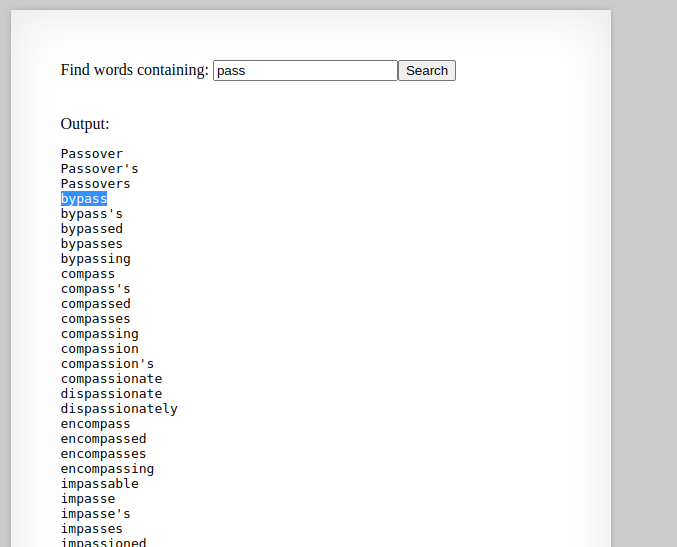 Find words containing: pass Search
Output:
Passover
Passover's
Passovers
bypass
bypass's
bypassed
bypasses
bypassing
compass
compass's
compassed
compasses
compassing
compassion
compassion's
compassionate
dispassionate
dispassionately
encompass
encompassed
encompasses
encompassing
impassable
impasse
impasse's
impasses
impassioned